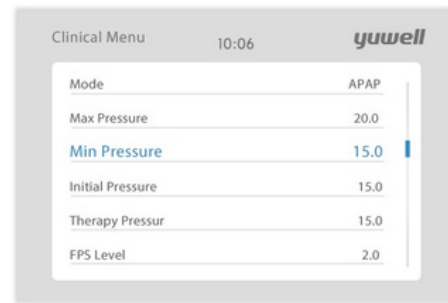 Clinical Menu 10:06 yuwell
Mode APAP
Max Pressure 20.0
Min Pressure 15.0
Initial Pressure 15.0
Therapy Pressur 15.0
FPS Level 2.0